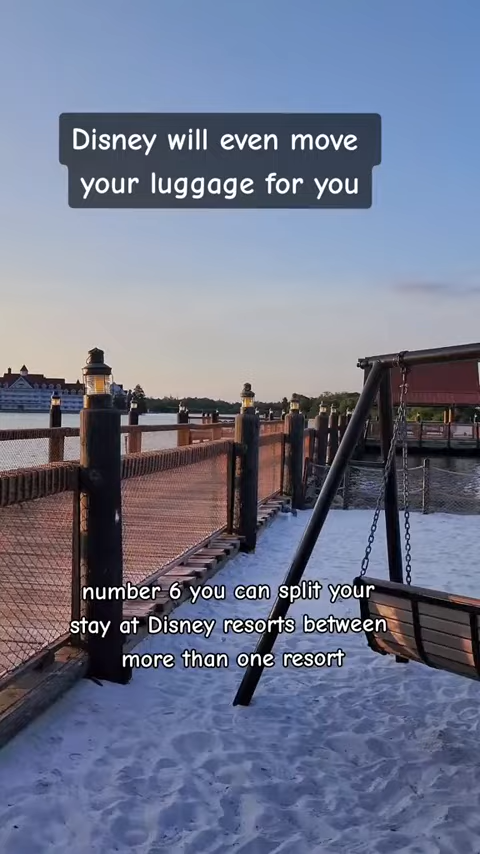 Disney will even move
your luggage for you
number 6 you can split your
stay at Disney resorts between
more than one resort